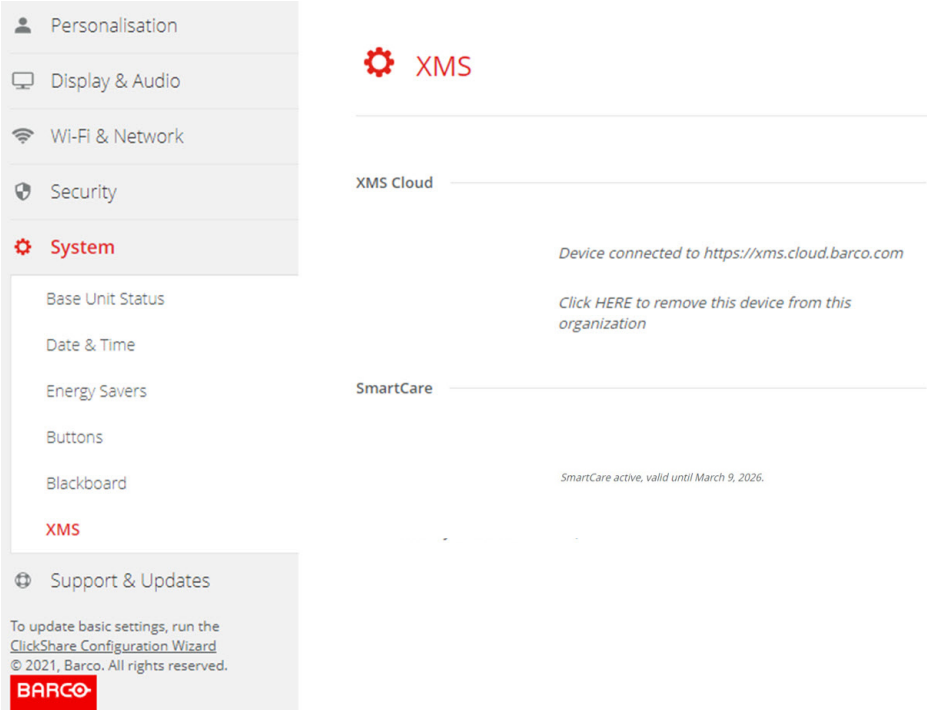 Personalisation
Display & Audio
Wi-Fi & Network
Security
System
Base Unit Status
Date & Time
Energy Savers
Buttons
Blackboard
XMS
Support & Updates
To update basic settings, run the
ClickShare Configuration Wizard
© 2021, Barco. All rights reserved.
BARCO
XMS
XMS Cloud
Device connected to https://xms.cloud.barco.com
Click HERE to remove this device from this
organization
SmartCare
SmartCare active, valid until March 9, 2026.